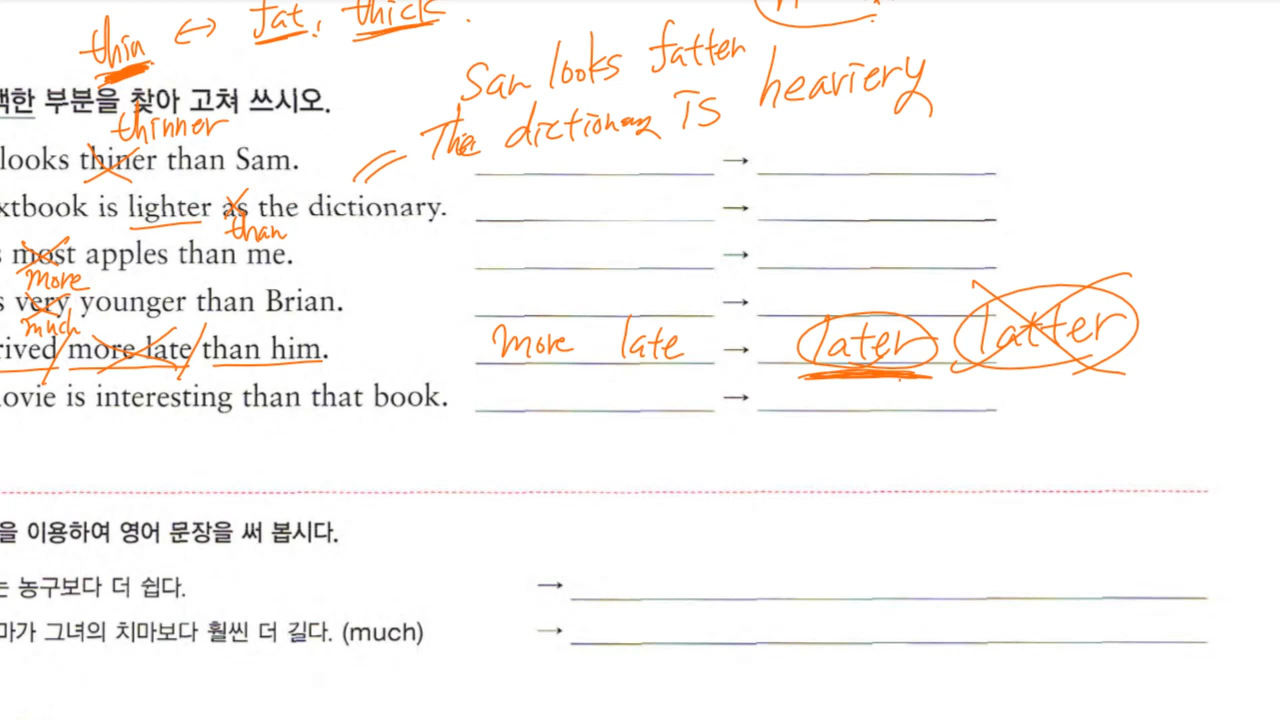 thin ↔ fat, thick.
San looks fatter
The dictionary is heaviery
한 부분을 찾아 고쳐 쓰시오.
thinner
looks thiner than Sam. →
xtbook is lighter as the dictionary. →
than
s most apples than me. →
more
s very younger than Brian. →
much
rived more late than him. more late → later latter
ovie is interesting than that book. →
을 이용하여 영어 문장을 써 봅시다.
는 농구보다 더 쉽다. →
마가 그녀의 치마보다 훨씬 더 길다. (much) →